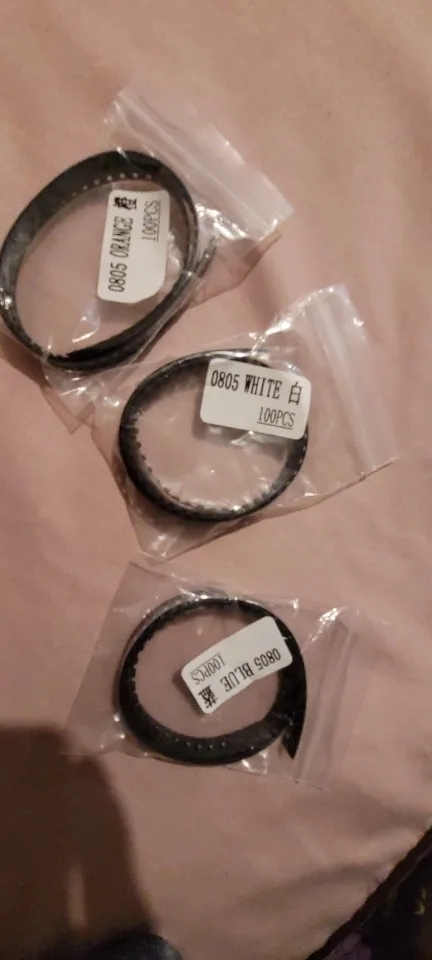 0805 ORANGE 橙
100PCS
0805 WHITE 白
100PCS
0805 BLUE 蓝
100PCS